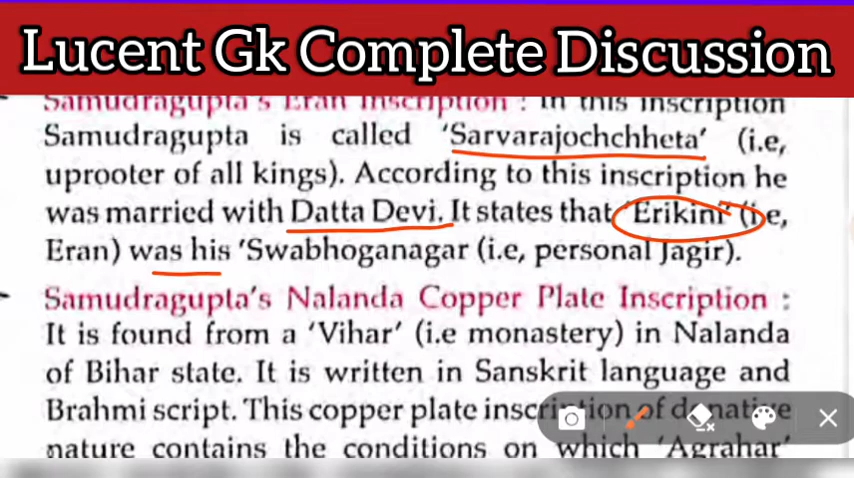 Lucent Gk Complete Discussion
Samudragupta's Eran Inscription : In this inscription
Samudragupta is called 'Sarvarajochchheta' (i.e,
uprooter of all kings). According to this inscription he
was married with Datta Devi. It states that 'Erikini' (i.e,
Eran) was his 'Swabhoganagar (i.e, personal Jagir).
Samudragupta's Nalanda Copper Plate Inscription :
It is found from a 'Vihar' (i.e monastery) in Nalanda
of Bihar state. It is written in Sanskrit language and
Brahmi script. This copper plate inscription of donative
nature contains the conditions on which 'Agrahar'